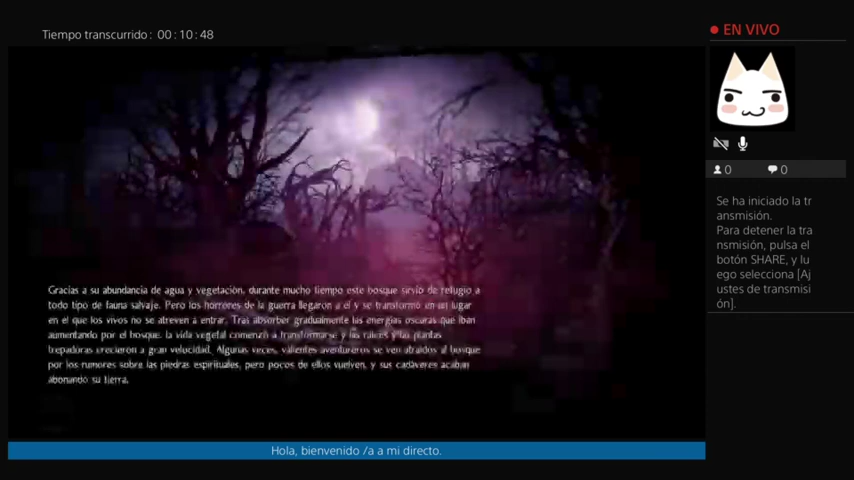 Tiempo transcurrido: 00:10:48
EN VIVO
0 0
Se ha iniciado la tr
ansmisión.
Para detener la tra
nsmisión, pulsa el
botón SHARE, y lu
ego selecciona [Aj
ustes de transmisi
ón].
Gracias a su abundancia de agua y vegetación, durante mucho tiempo este bosque sirvió de refugio a
todo tipo de fauna salvaje. Pero los horrores de la guerra llegaron a él y se transformó en un lugar
en el que los vivos no se atreven a entrar. Tras absorber gradualmente las energías oscuras que iban
aumentando por el bosque, la vida vegetal comenzó a transformarse y las raíces y las plantas
trepadoras crecieron a gran velocidad. Algunas veces, valientes aventureros se ven atraídos al bosque
por los rumores sobre las piedras espirituales, pero pocos de ellos vuelven, y sus cadáveres acaban
abonando su tierra.
Hola, bienvenido /a a mi directo.